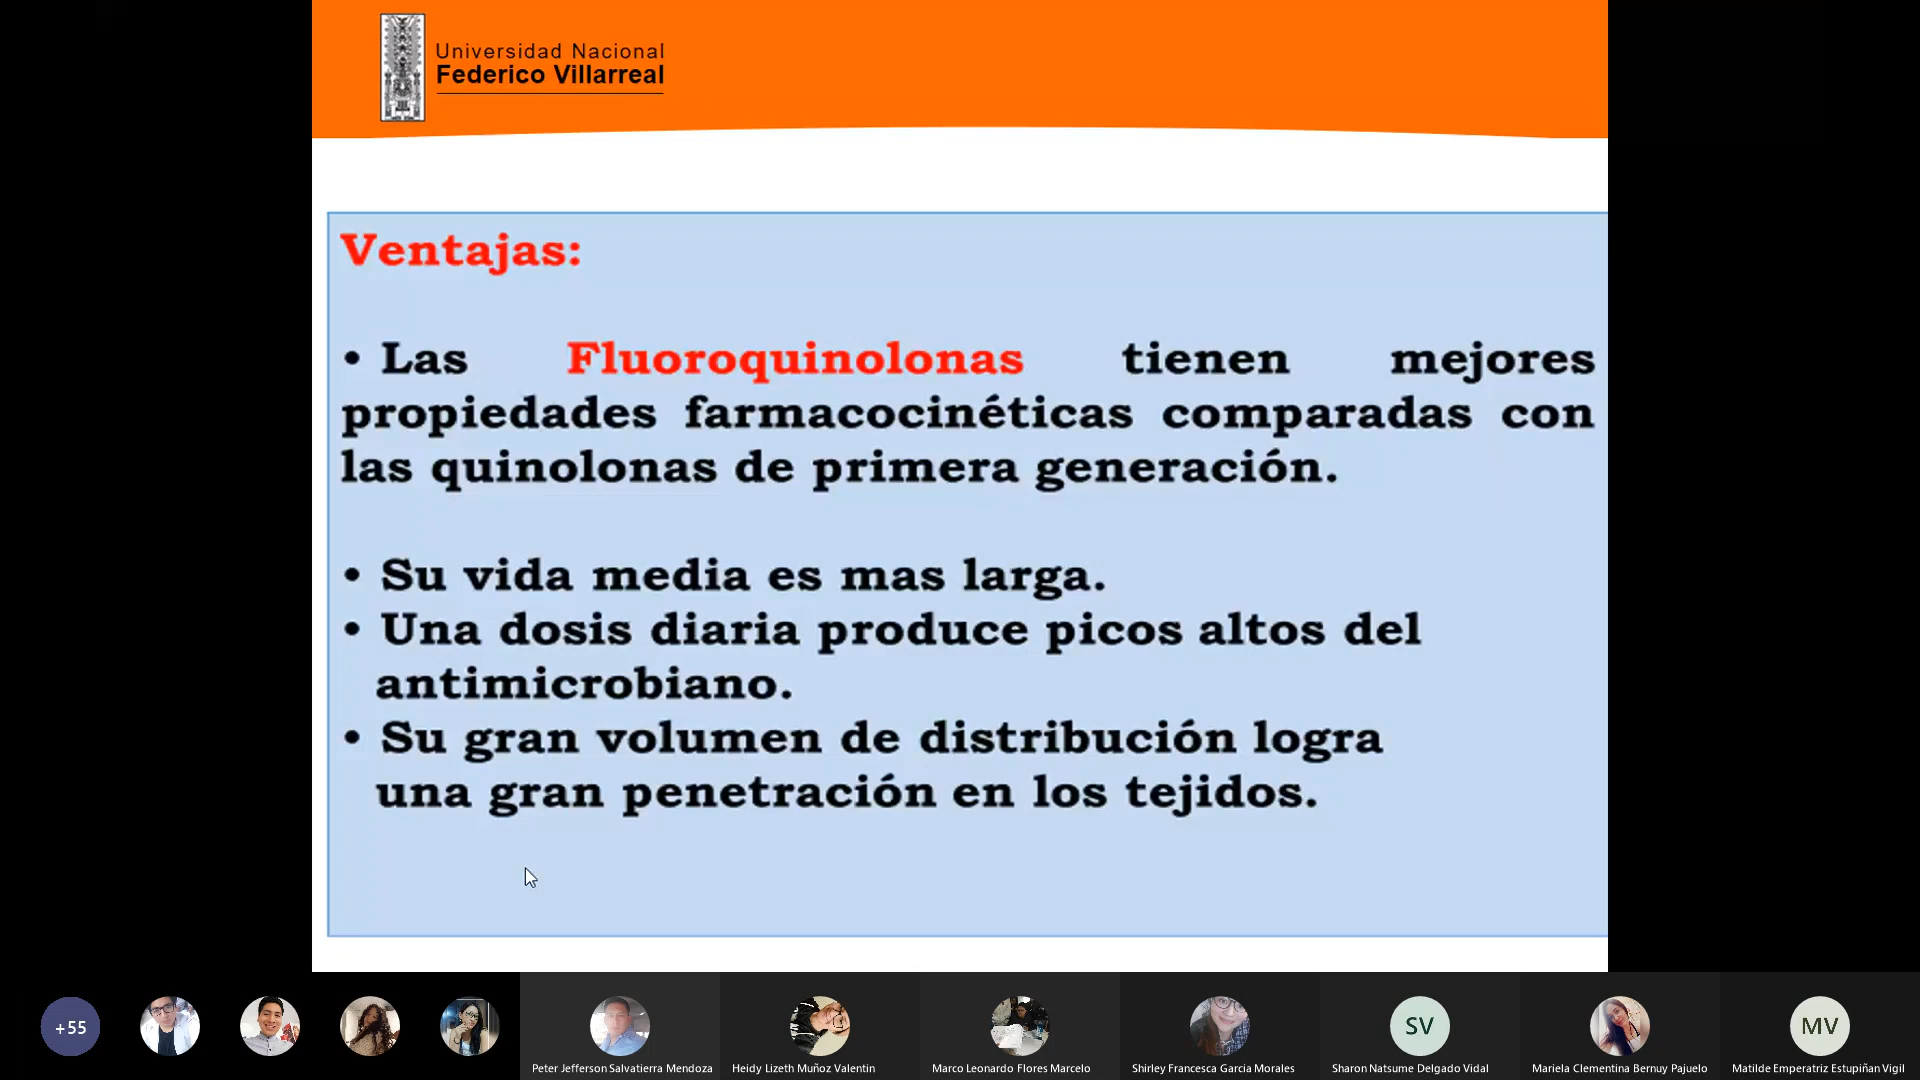 Universidad Nacional
Federico Villarreal
Ventajas:
• Las Fluoroquinolonas tienen mejores
propiedades farmacocinéticas comparadas con
las quinolonas de primera generación.
• Su vida media es mas larga.
• Una dosis diaria produce picos altos del
antimicrobiano.
• Su gran volumen de distribución logra
una gran penetración en los tejidos.
+55
SV
MV
Peter Jefferson Salvatierra Mendoza
Heidy Lizeth Muñoz Valentin
Marco Leonardo Flores Marcelo
Shirley Francesca Garcia Morales
Sharon Natsume Delgado Vidal
Mariela Clementina Bernuy Pajuelo
Matilde Emperatriz Estupiñan Vigil